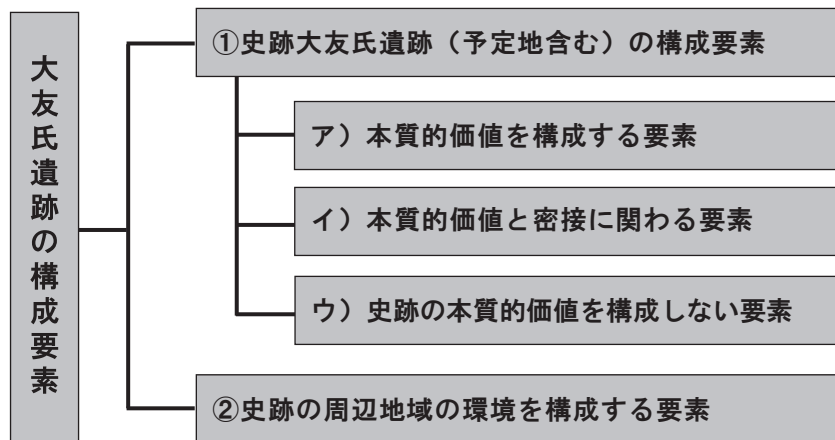 大友氏遺跡の構成要素
①史跡大友氏遺跡（予定地含む）の構成要素
ア）本質的価値を構成する要素
イ）本質的価値と密接に関わる要素
ウ）史跡の本質的価値を構成しない要素
②史跡の周辺地域の環境を構成する要素